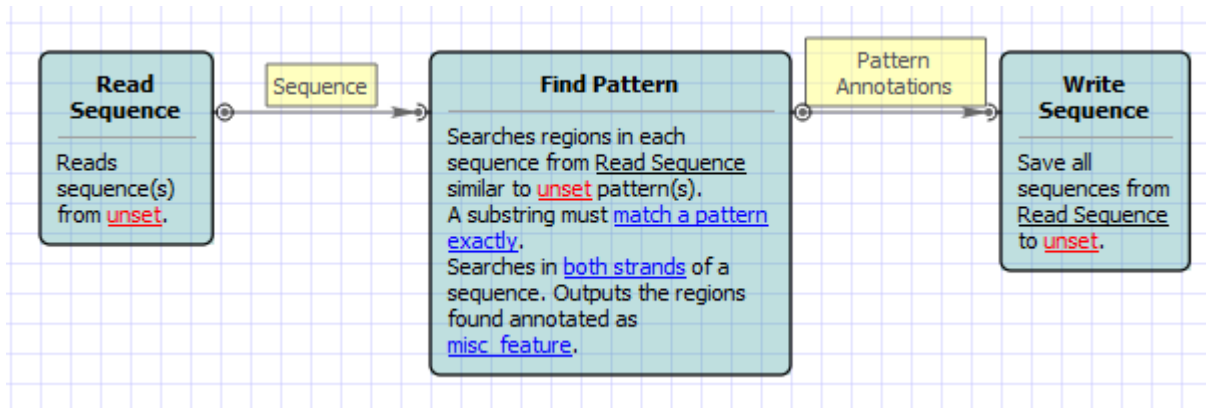 Read
Sequence
Reads
sequence(s)
from unset.
Sequence
Find Pattern
Searches regions in each
sequence from Read Sequence
similar to unset pattern(s).
A substring must match a pattern
exactly.
Searches in both strands of a
sequence. Outputs the regions
found annotated as
misc_feature.
Pattern
Annotations
Write
Sequence
Save all
sequences from
Read Sequence
to unset.